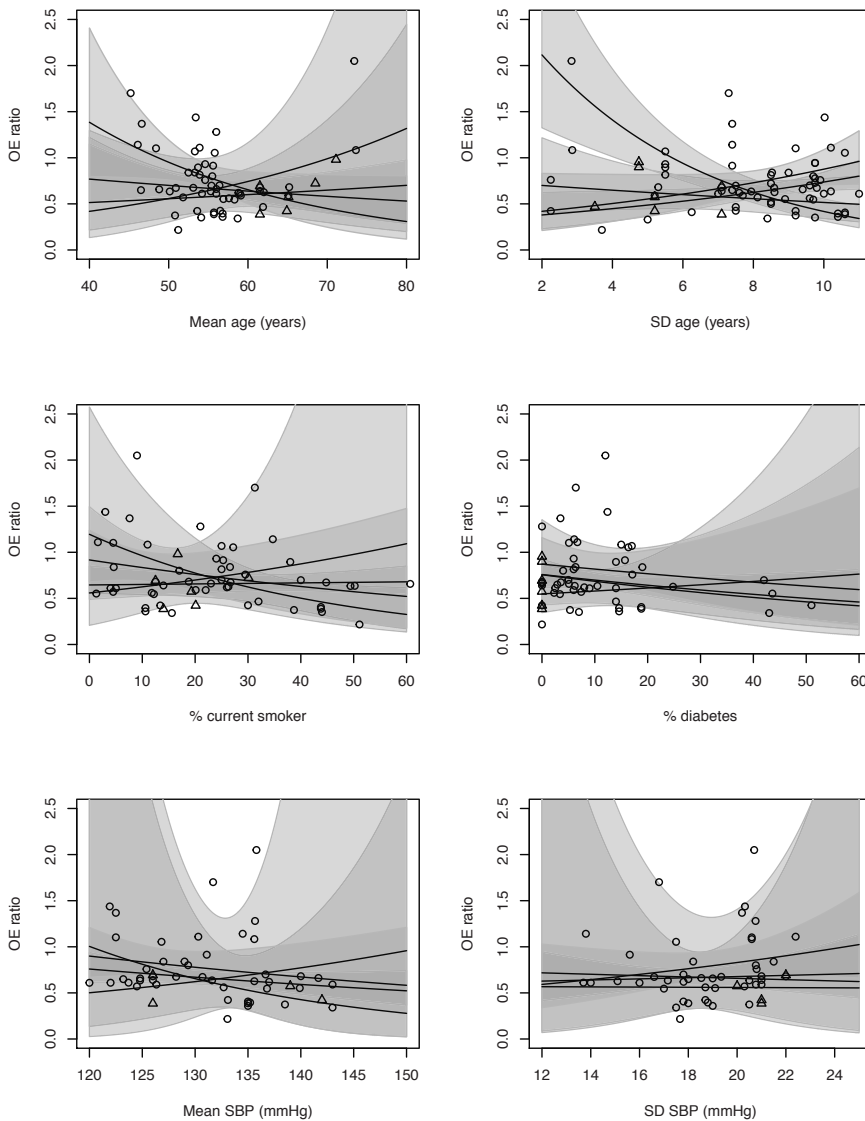 2.5
2.0
1.5
1.0
0.5
0.0
OE ratio
40 50 60 70 80
Mean age (years)
2.5
2.0
1.5
1.0
0.5
0.0
OE ratio
2 4 6 8 10
SD age (years)
2.5
2.0
1.5
1.0
0.5
0.0
OE ratio
0 10 20 30 40 50 60
% current smoker
2.5
2.0
1.5
1.0
0.5
0.0
OE ratio
0 10 20 30 40 50 60
% diabetes
2.5
2.0
1.5
1.0
0.5
0.0
OE ratio
120 125 130 135 140 145 150
Mean SBP (mmHg)
2.5
2.0
1.5
1.0
0.5
0.0
OE ratio
12 14 16 18 20 22 24
SD SBP (mmHg)